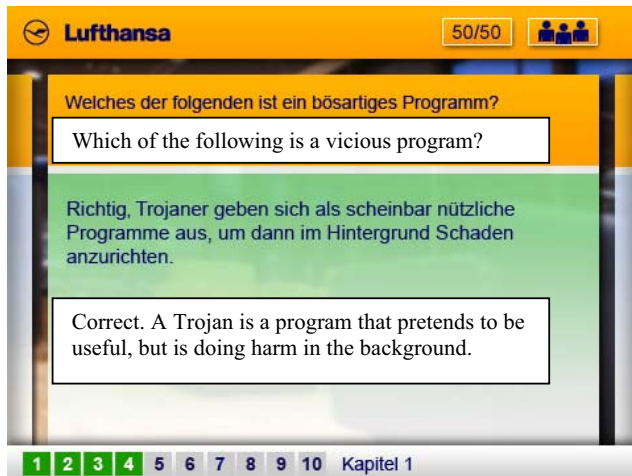 Lufthansa
50/50
Welches der folgenden ist ein bösartiges Programm?
Which of the following is a vicious program?
Richtig, Trojaner geben sich als scheinbar nützliche
Programme aus, um dann im Hintergrund Schaden
anzurichten.
Correct. A Trojan is a program that pretends to be
useful, but is doing harm in the background.
1 2 3 4 5 6 7 8 9 10 Kapitel 1